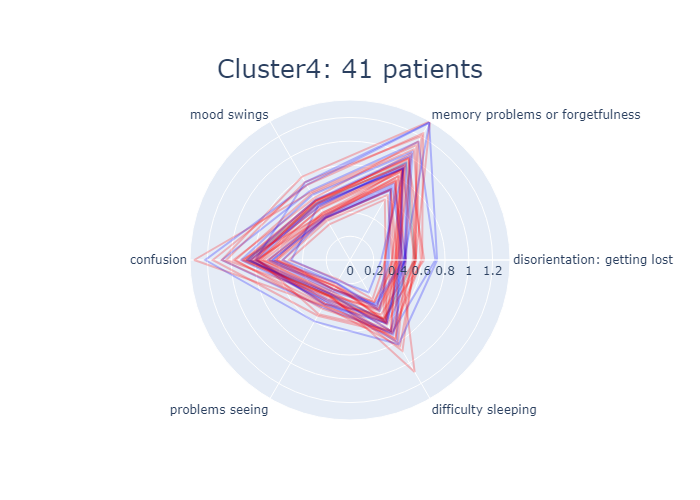 Cluster4: 41 patients
mood swings
memory problems or forgetfulness
confusion
disorientation: getting lost
0 0.2 0.4 0.6 0.8 1 1.2
problems seeing
difficulty sleeping